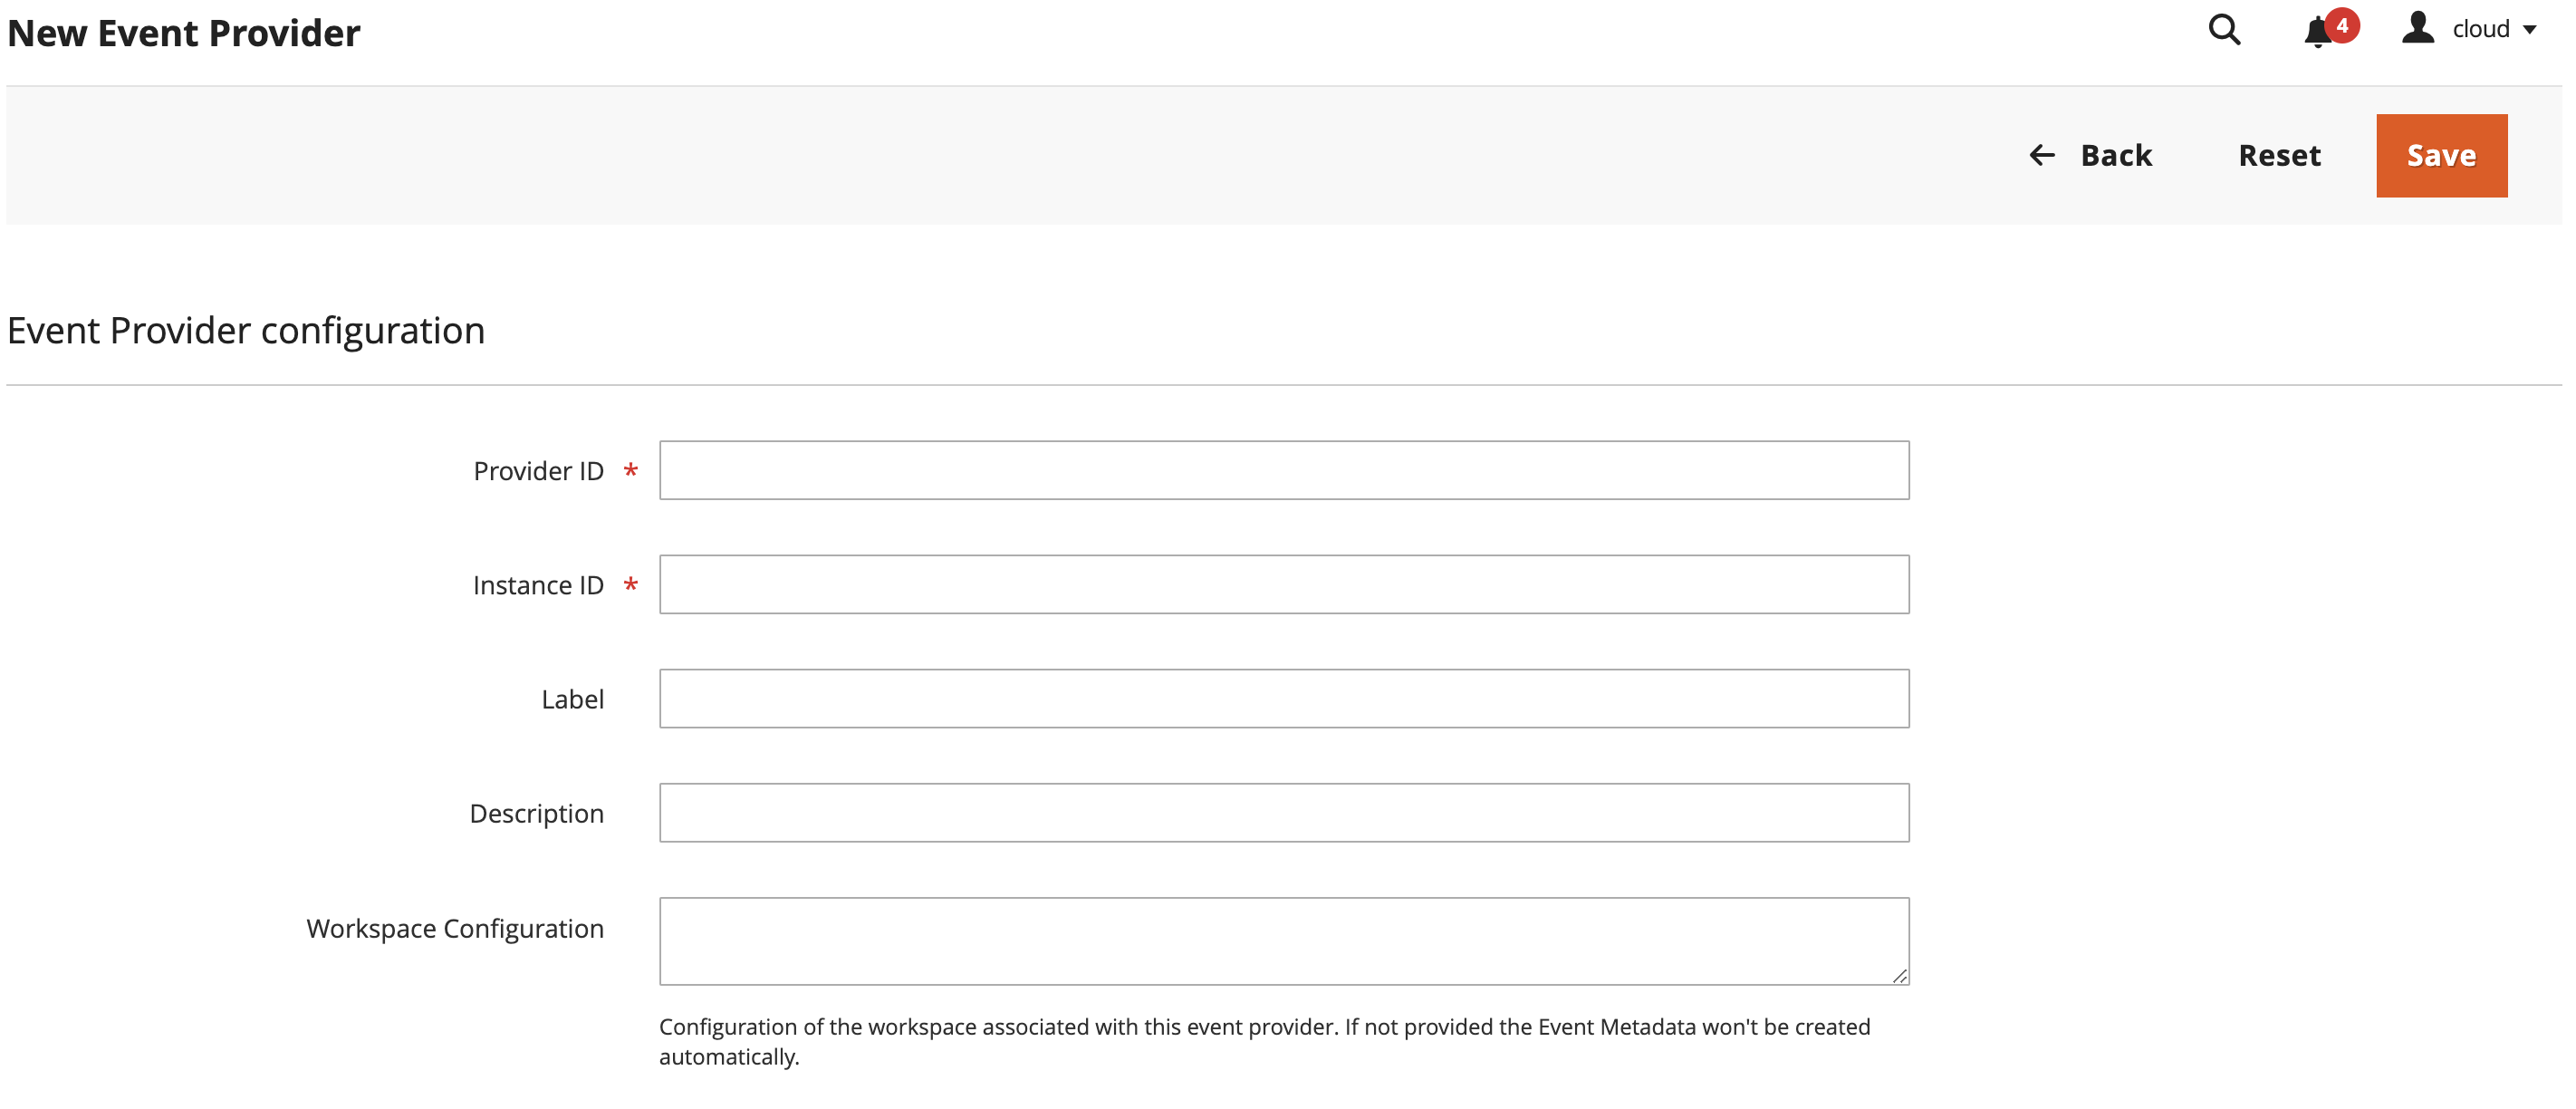 New Event Provider
4
cloud
Back
Reset
Save
Event Provider configuration
Provider ID *
Instance ID *
Label
Description
Workspace Configuration
Configuration of the workspace associated with this event provider. If not provided the Event Metadata won't be created
automatically.